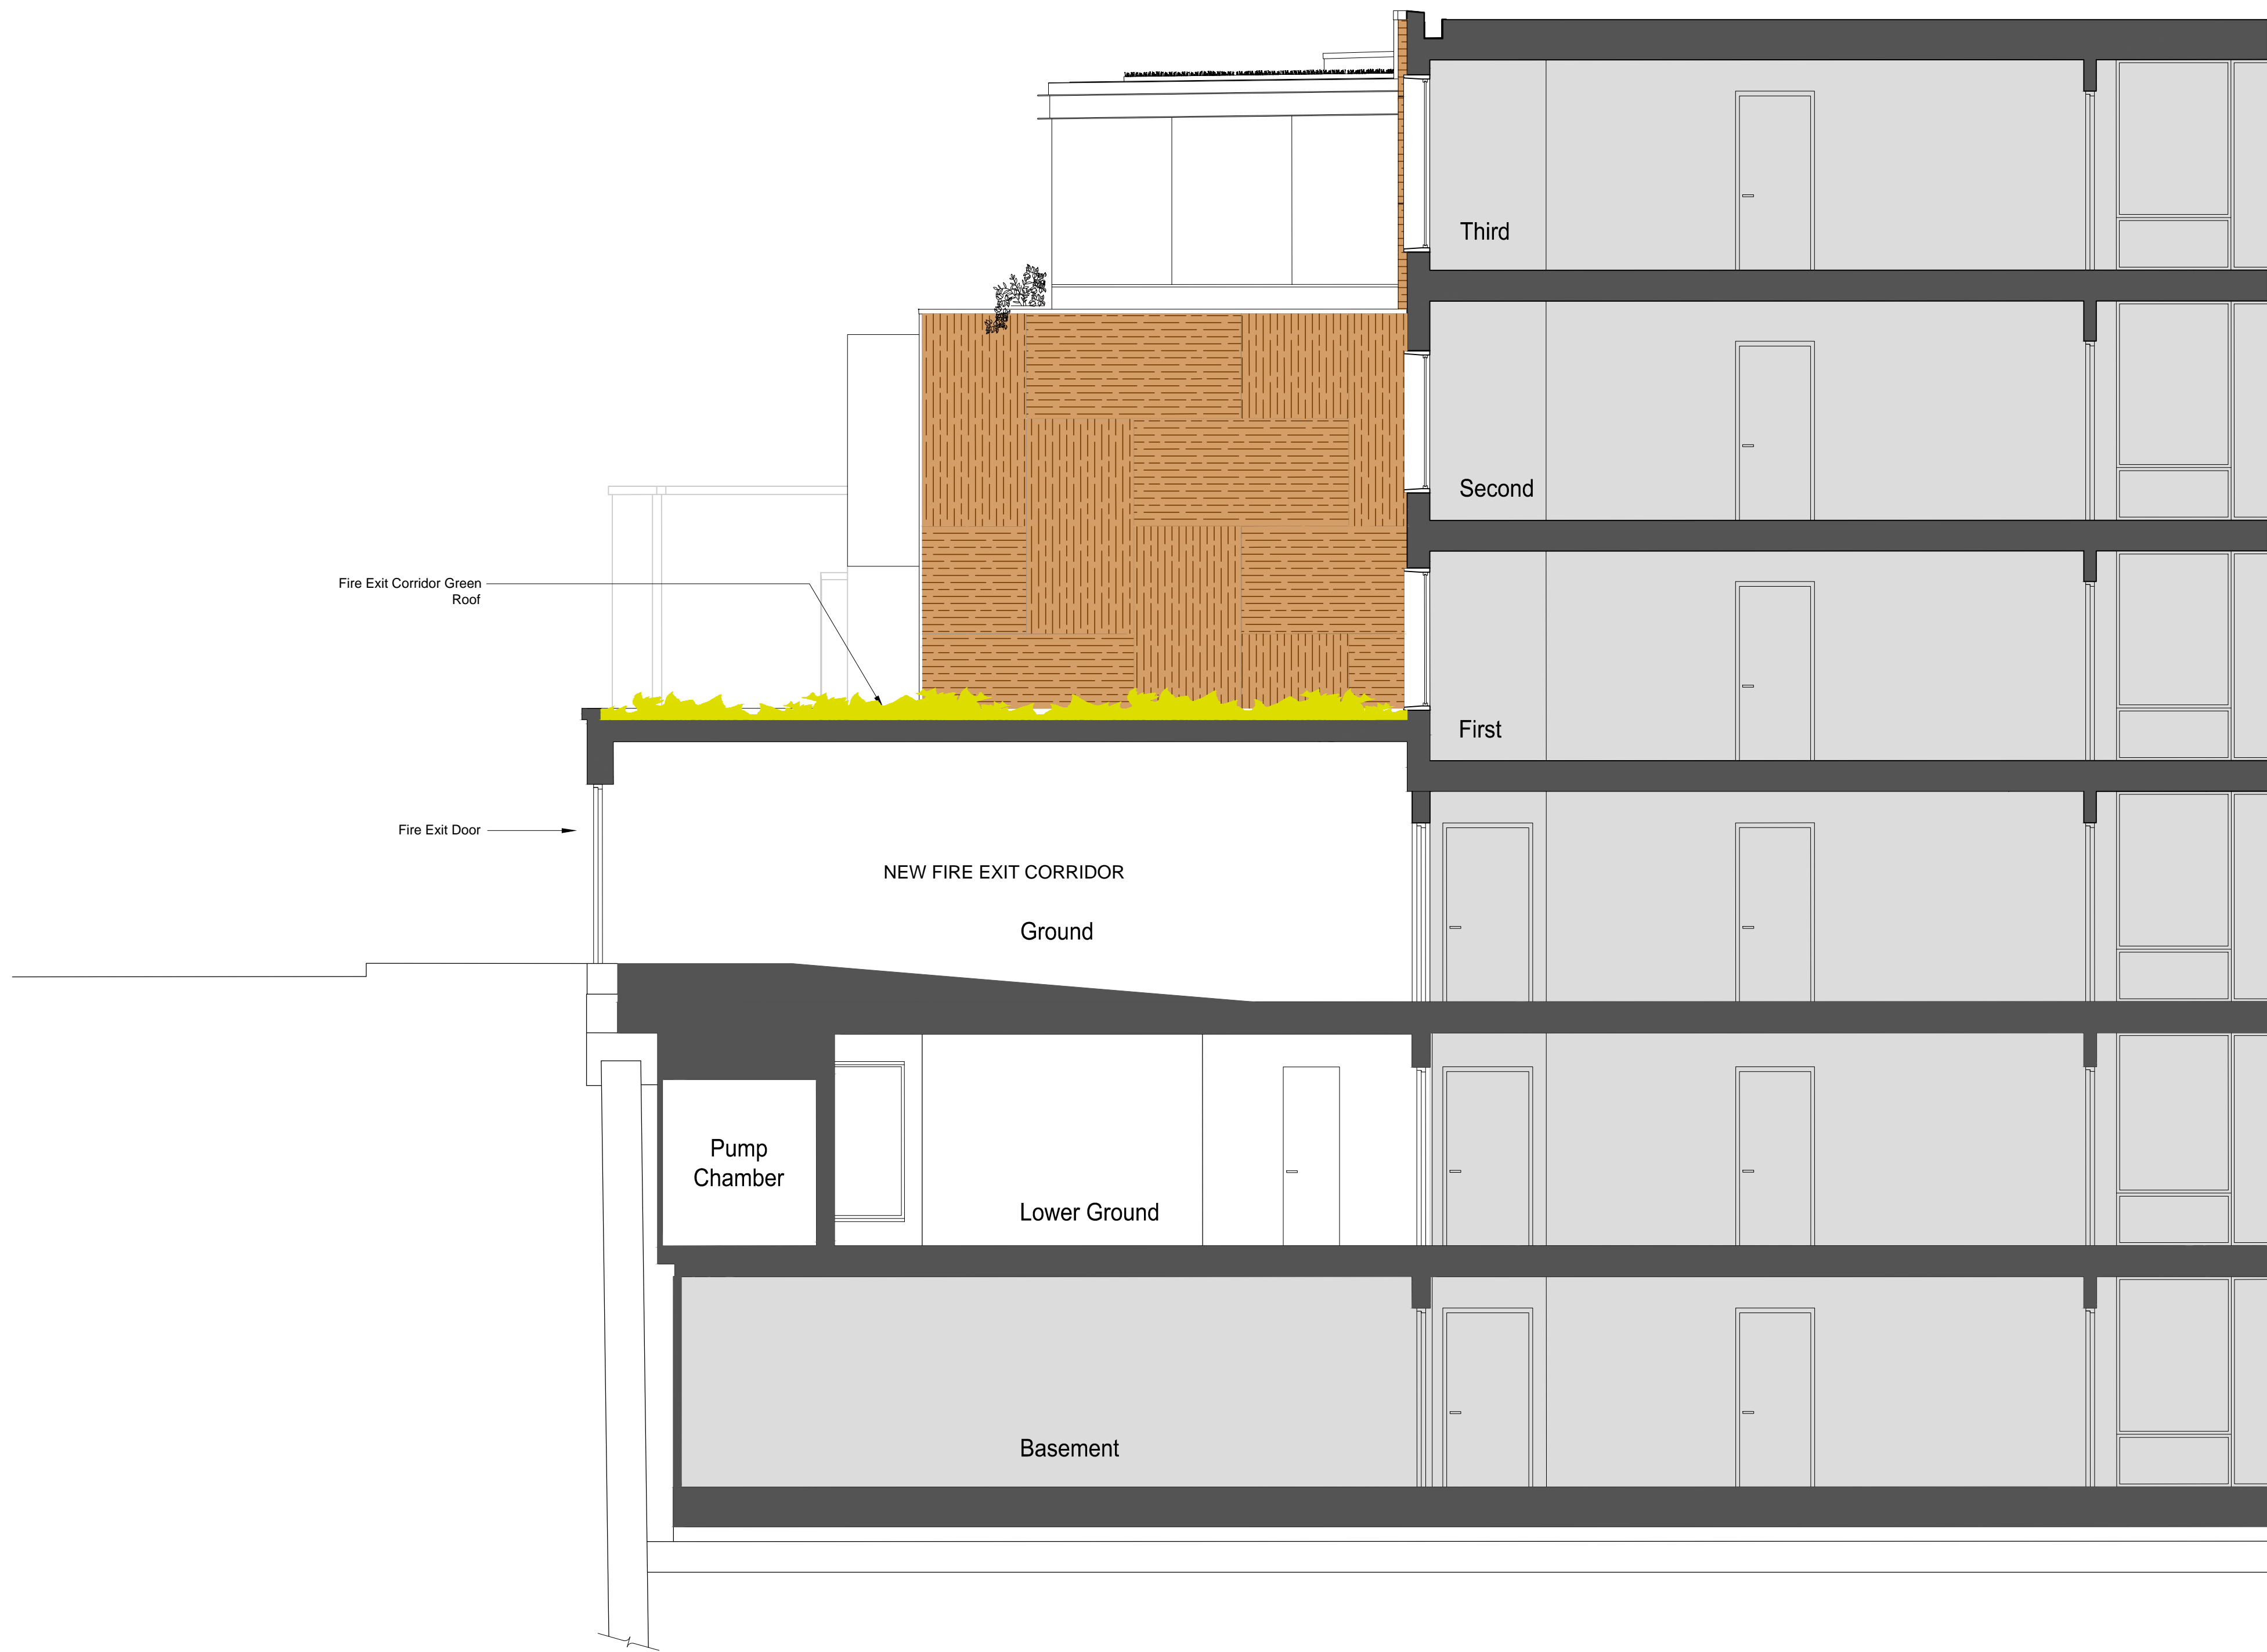 Third
Second
Fire Exit Corridor Green
Roof
First
Fire Exit Door
NEW FIRE EXIT CORRIDOR
Ground
Pump
Chamber
Lower Ground
Basement